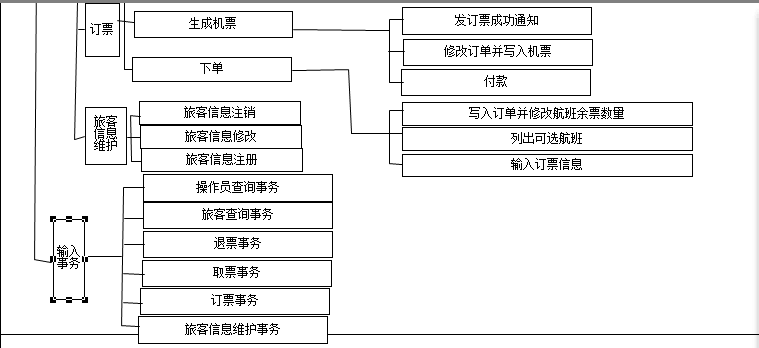 订票
生成机票
下单
发订票成功通知
修改订单并写入机票
付款
旅客
信息
维护
旅客信息注销
旅客信息修改
旅客信息注册
写入订单并修改航班余票数量
列出可选航班
输入订票信息
输入
事务
操作员查询事务
旅客查询事务
退票事务
取票事务
订票事务
旅客信息维护事务